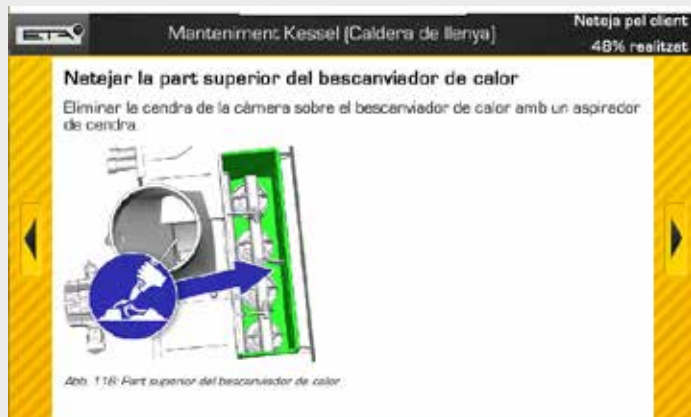 ETA
Manteniment Kessel (Caldera de llenya)
Neteja pel client
48% realitzat
Netejar la part superior del bescanviador de calor
Eliminar la cendra de la càmera sobre el bescanviador de calor amb un aspirador
de cendra.
Abb. 116: Part superior del bescanviador de calor